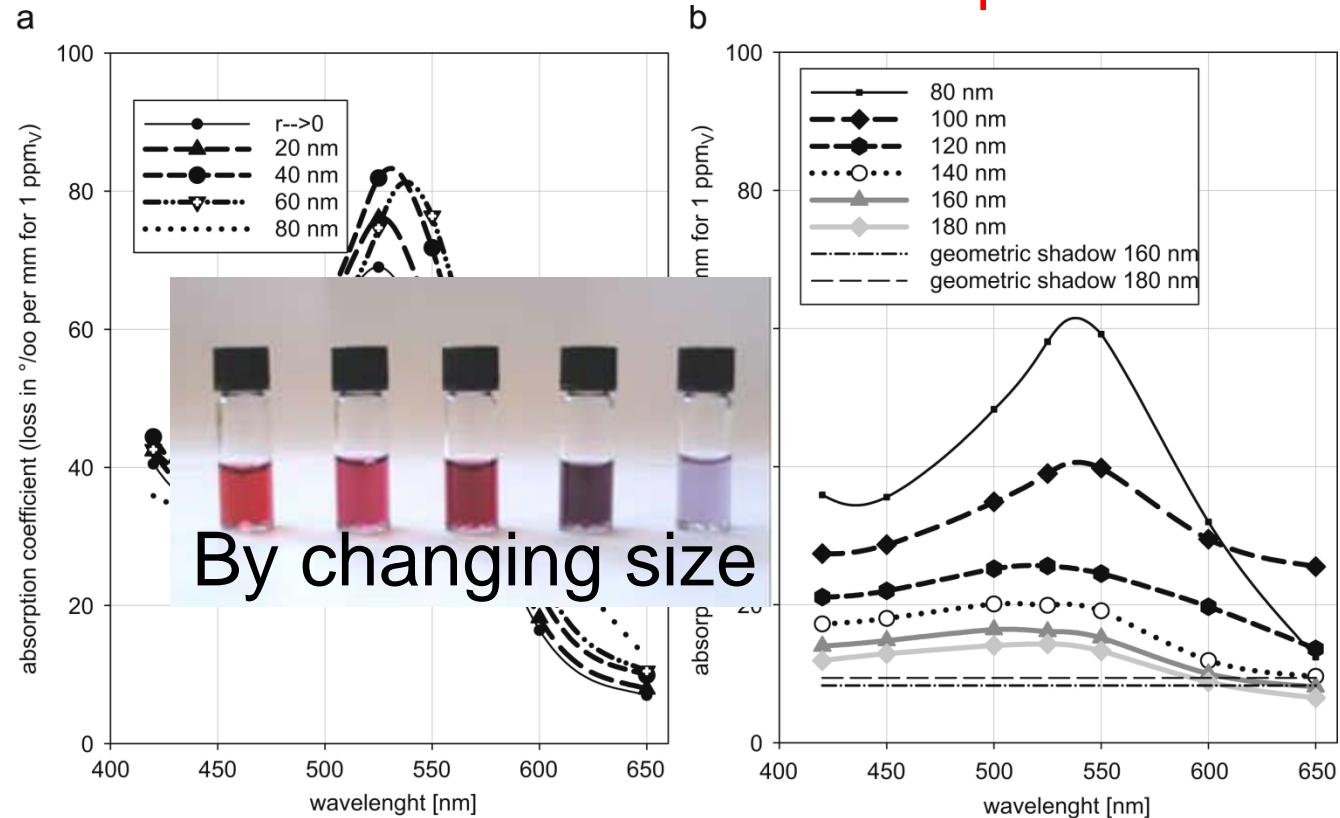 a
absorption coefficient (loss in °/oo per mm for 1 ppmV)
100
80
60
40
20
0
r-->0
20 nm
40 nm
60 nm
80 nm
400 450 500 550 600 650
wavelenght [nm]
By changing size
b
absorp
nm for 1 ppmV)
100
80
20
0
80 nm
100 nm
120 nm
140 nm
160 nm
180 nm
geometric shadow 160 nm
geometric shadow 180 nm
400 450 500 550 600 650
wavelenght [nm]